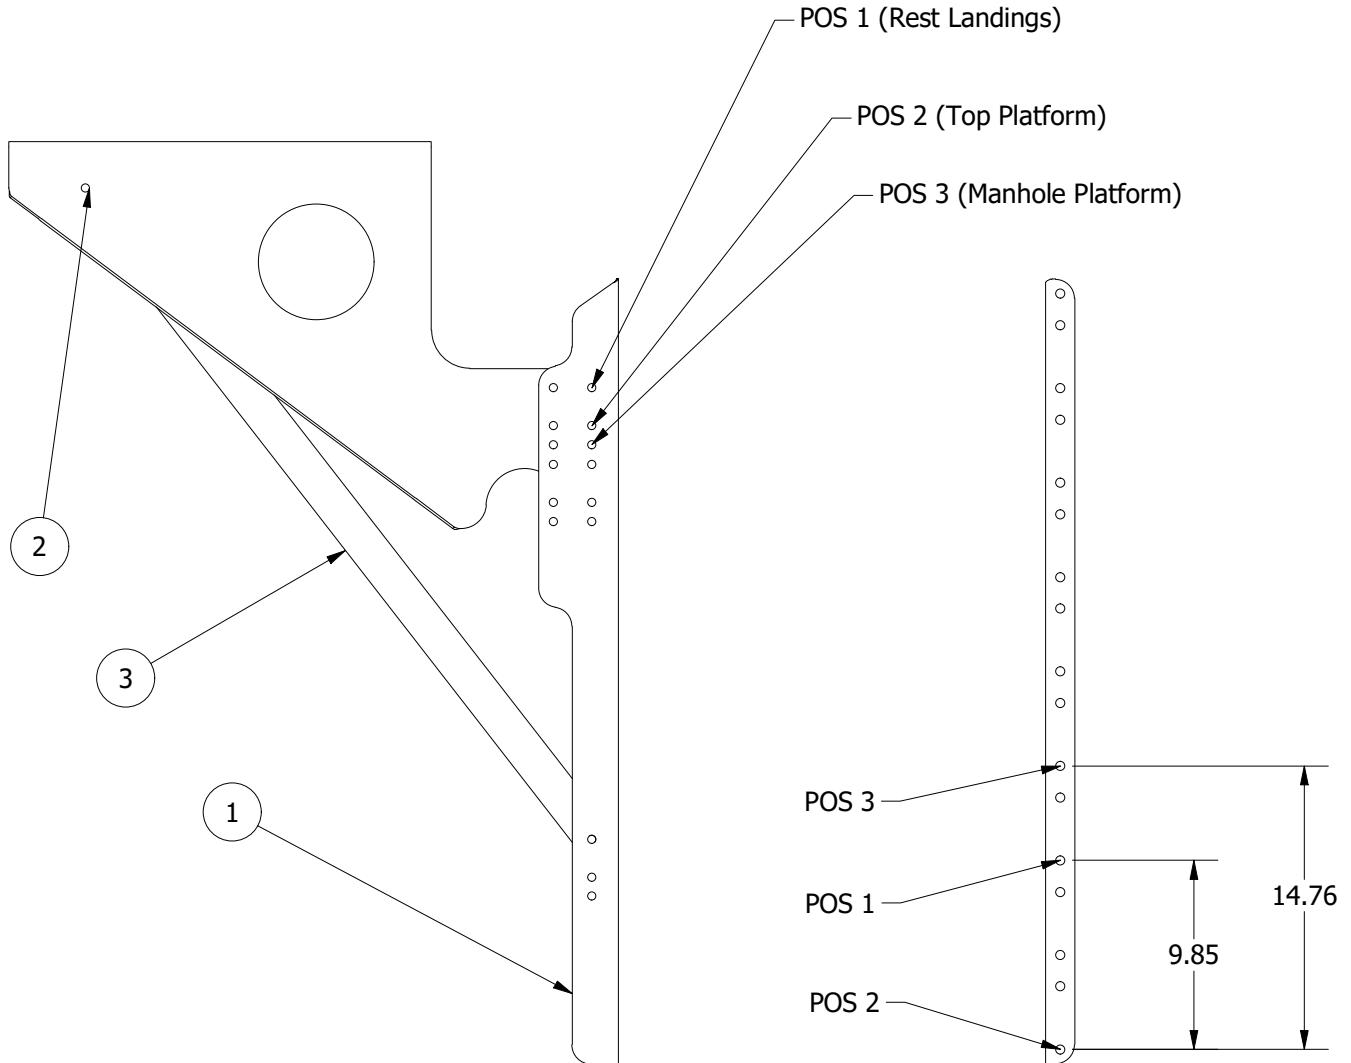 POS 1 (Rest Landings)
POS 2 (Top Platform)
POS 3 (Manhole Platform)
2
3
1
POS 3
POS 1
14.76
9.85
POS 2